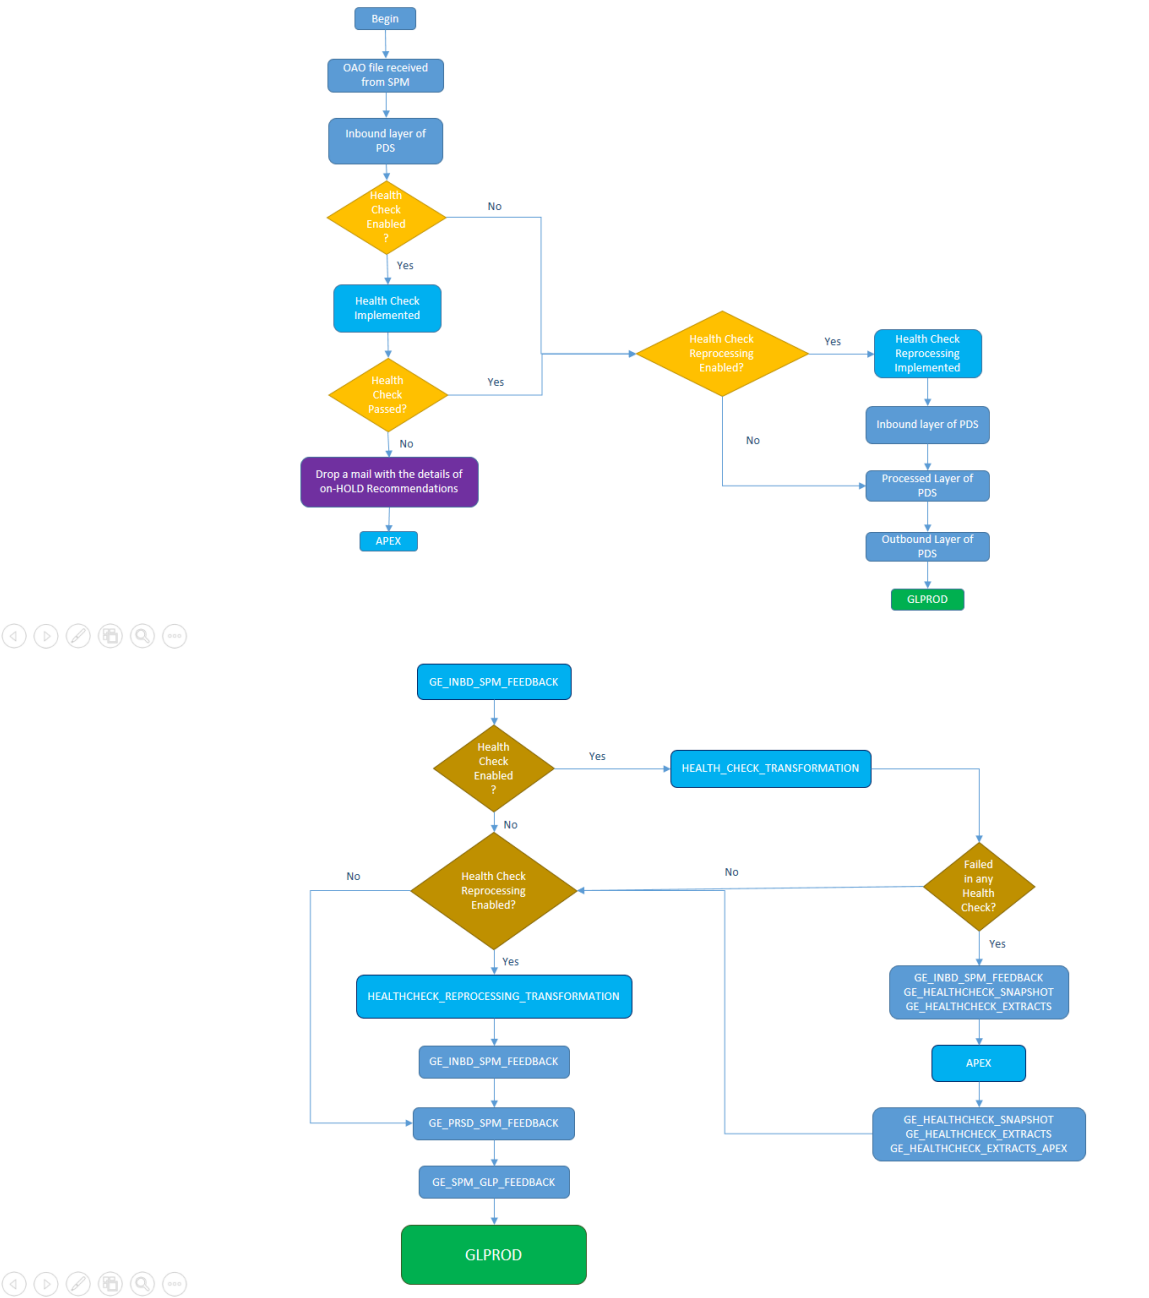 Begin
OAO file received
from SPM
Inbound layer of
PDS
Health
Check
Enabled
?
No
Yes
Health Check
Implemented
Health
Check
Passed?
Yes
No
Drop a mail with the details of
on-HOLD Recommendations
APEX
Health Check
Reprocessing
Enabled?
Yes
No
Health Check
Reprocessing
Implemented
Inbound layer of PDS
Processed Layer of
PDS
Outbound Layer of
PDS
GLPROD
GE_INBD_SPM_FEEDBACK
Health
Check
Enabled
?
Yes
No
HEALTH_CHECK_TRANSFORMATION
Failed
in any
Health
Check?
No
Yes
Health Check
Reprocessing
Enabled?
No
Yes
GE_INBD_SPM_FEEDBACK
GE_HEALTHCHECK_SNAPSHOT
GE_HEALTHCHECK_EXTRACTS
APEX
GE_HEALTHCHECK_SNAPSHOT
GE_HEALTHCHECK_EXTRACTS
GE_HEALTHCHECK_EXTRACTS_APEX
HEALTHCHECK_REPROCESSING_TRANSFORMATION
GE_INBD_SPM_FEEDBACK
GE_PRSD_SPM_FEEDBACK
GE_SPM_GLP_FEEDBACK
GLPROD